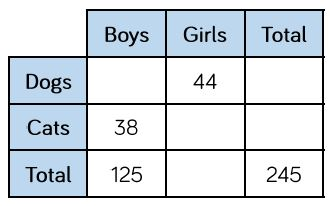 Boys Girls Total
Dogs 44
Cats 38
Total 125 245